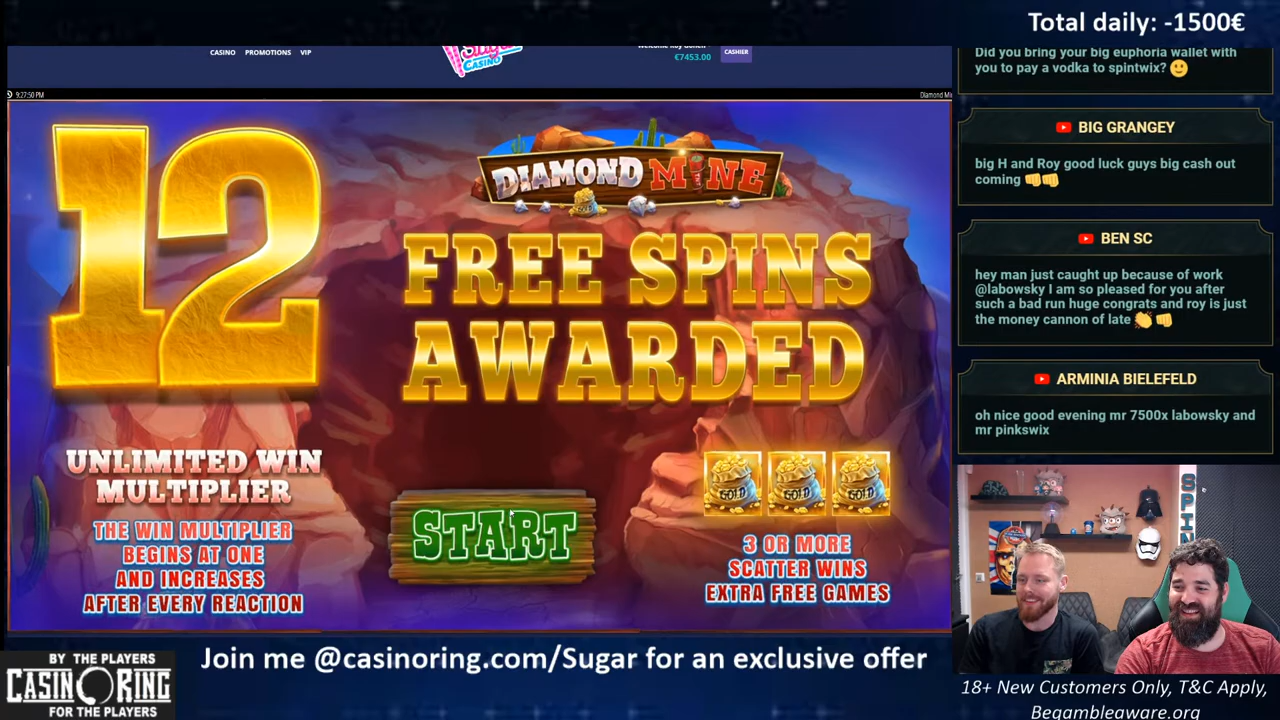 Total daily: -1500€
CASINO PROMOTIONS VIP
CASINO
€7453.00
CASHIER
9:27:50 PM
12
DIAMOND MINE
FREE SPINS
AWARDED
UNLIMITED WIN
MULTIPLIER
THE WIN MULTIPLIER
BEGINS AT ONE
AND INCREASES
AFTER EVERY REACTION
START
GOLD GOLD GOLD
3 OR MORE
SCATTER WINS
EXTRA FREE GAMES
Did you bring your big euphoria wallet with
you to pay a vodka to spintwix? 🙂
BIG GRANGEY
big H and Roy good luck guys big cash out
coming 👊👊
BEN SC
hey man just caught up because of work
@labowsky I am so pleased for you after
such a bad run huge congrats and roy is just
the money cannon of late 👏👊
ARMINIA BIELEFELD
oh nice good evening mr 7500x labowsky and
mr pinkswix
SPIN
BY THE PLAYERS
CASINORING
FOR THE PLAYERS
Join me @casinoring.com/Sugar for an exclusive offer
18+ New Customers Only, T&C Apply,
Begambleaware.org